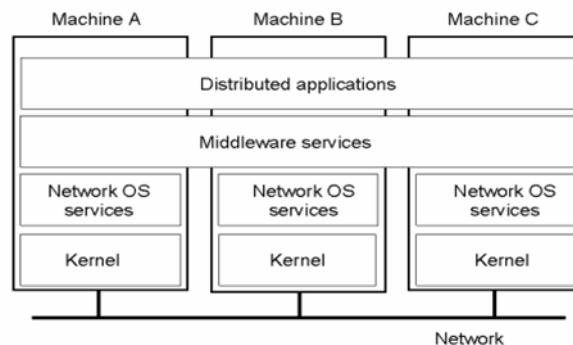 Machine A
Machine B
Machine C
Distributed applications
Middleware services
Network OS
services
Network OS
services
Network OS
services
Kernel
Kernel
Kernel
Network